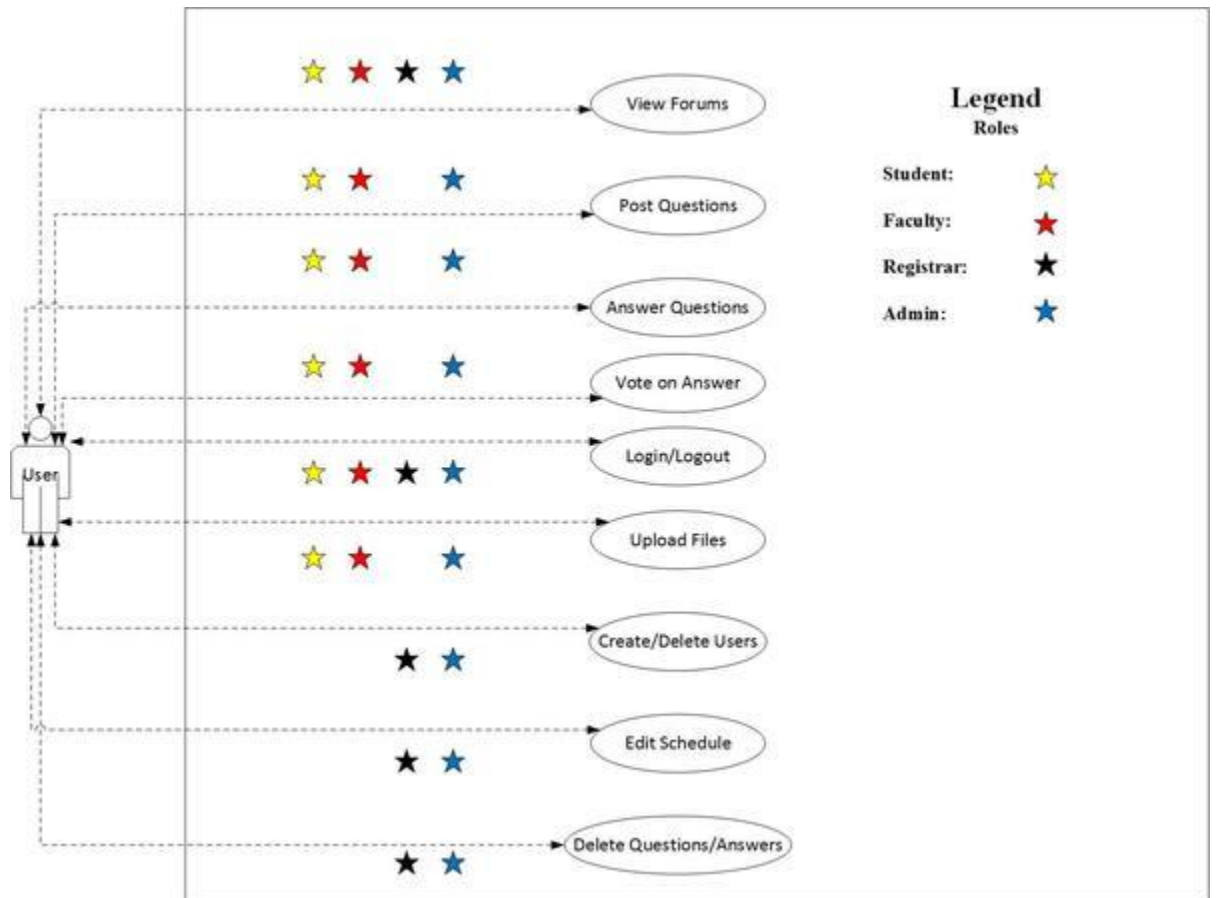 View Forums
Legend
Roles
Post Questions
Student:
Faculty:
Registrar:
Admin:
Answer Questions
Vote on Answer
Login/Logout
User
Upload Files
Create/Delete Users
Edit Schedule
Delete Questions/Answers